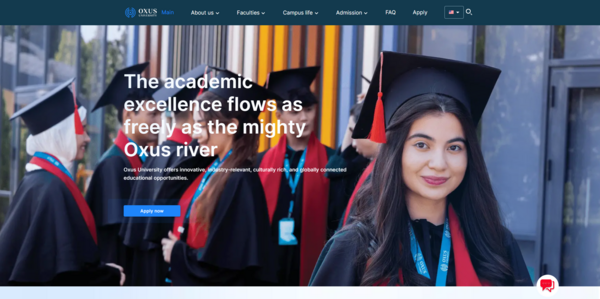 OXUS
UNIVERSITY
Main
About us
Faculties
Campus life
Admission
FAQ
Apply
The academic
excellence flows as
freely as the mighty
Oxus river
Oxus University offers innovative, industry-relevant, culturally rich, and globally connected
educational opportunities.
Apply now